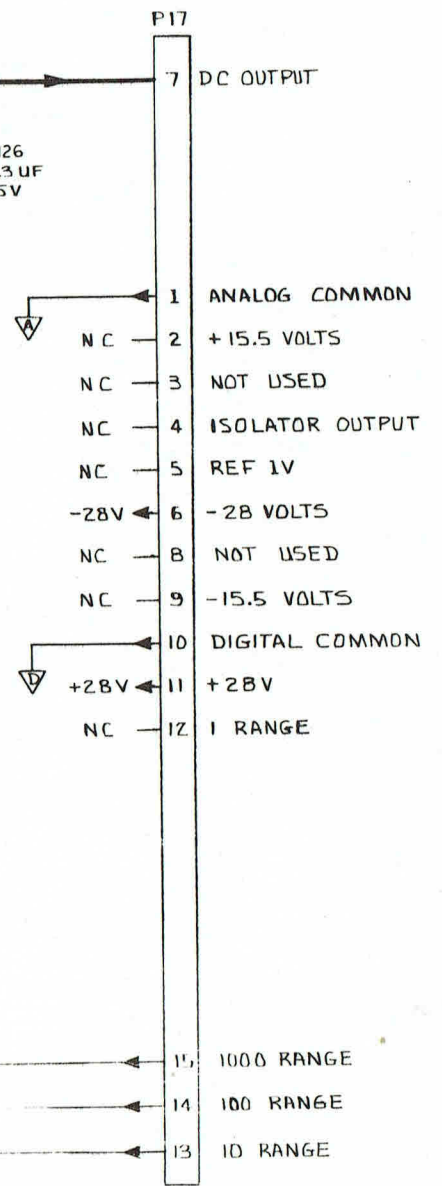 P17
7 DC OUTPUT
126
.3 UF
5V
1 ANALOG COMMON
A
NC 2 +15.5 VOLTS
NC 3 NOT USED
NC 4 ISOLATOR OUTPUT
NC 5 REF 1V
-28V 6 -28 VOLTS
NC 8 NOT USED
NC 9 -15.5 VOLTS
10 DIGITAL COMMON
D
+28V 11 +28V
NC 12 1 RANGE
15 1000 RANGE
14 100 RANGE
13 10 RANGE